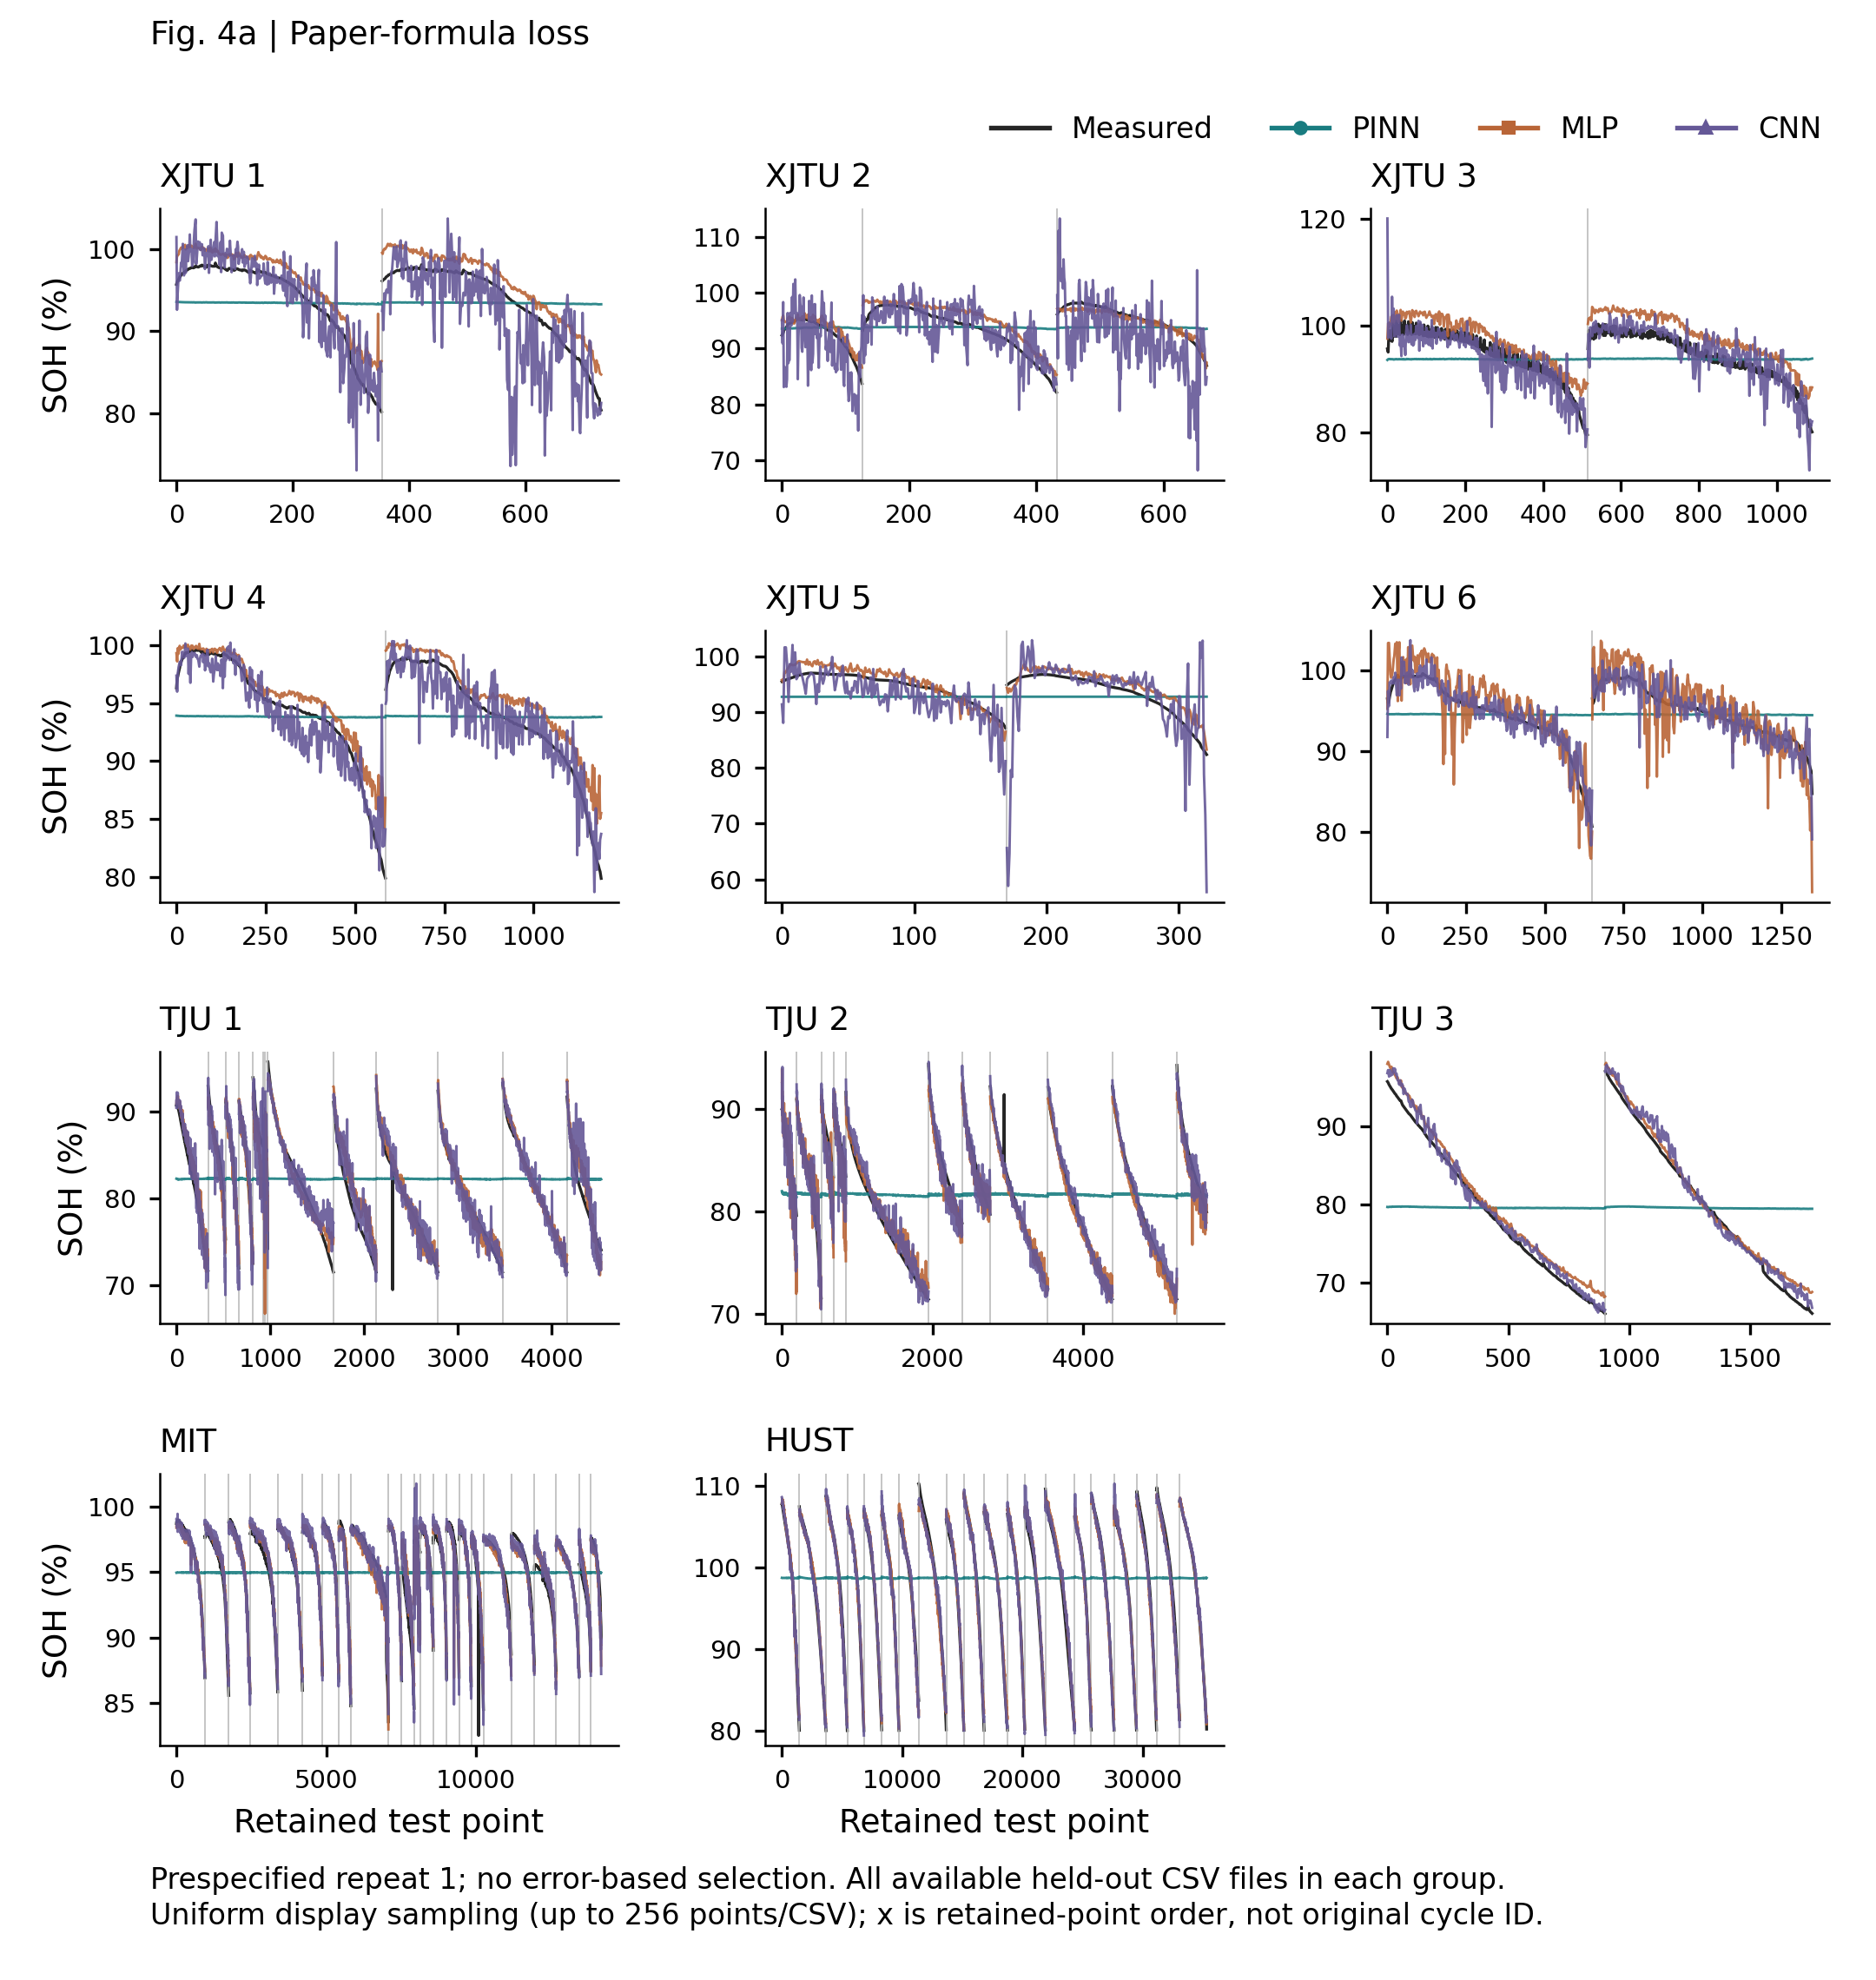 Fig. 4a | Paper-formula loss
Measured PINN MLP CNN
XJTU 1 XJTU 2 XJTU 3
SOH (%)
100
90
80
0 200 400 600
110
100
90
80
70
0 200 400 600
120
100
80
0 200 400 600 800 1000
XJTU 4 XJTU 5 XJTU 6
SOH (%)
100
95
90
85
80
0 250 500 750 1000
100
90
80
70
60
0 100 200 300
100
90
80
0 250 500 750 1000 1250
TJU 1 TJU 2 TJU 3
SOH (%)
90
80
70
0 1000 2000 3000 4000
90
80
70
0 2000 4000
90
80
70
0 500 1000 1500
MIT HUST
SOH (%)
100
95
90
85
0 5000 10000
Retained test point
110
100
90
80
0 10000 20000 30000
Retained test point
Prespecified repeat 1; no error-based selection. All available held-out CSV files in each group.
Uniform display sampling (up to 256 points/CSV); x is retained-point order, not original cycle ID.